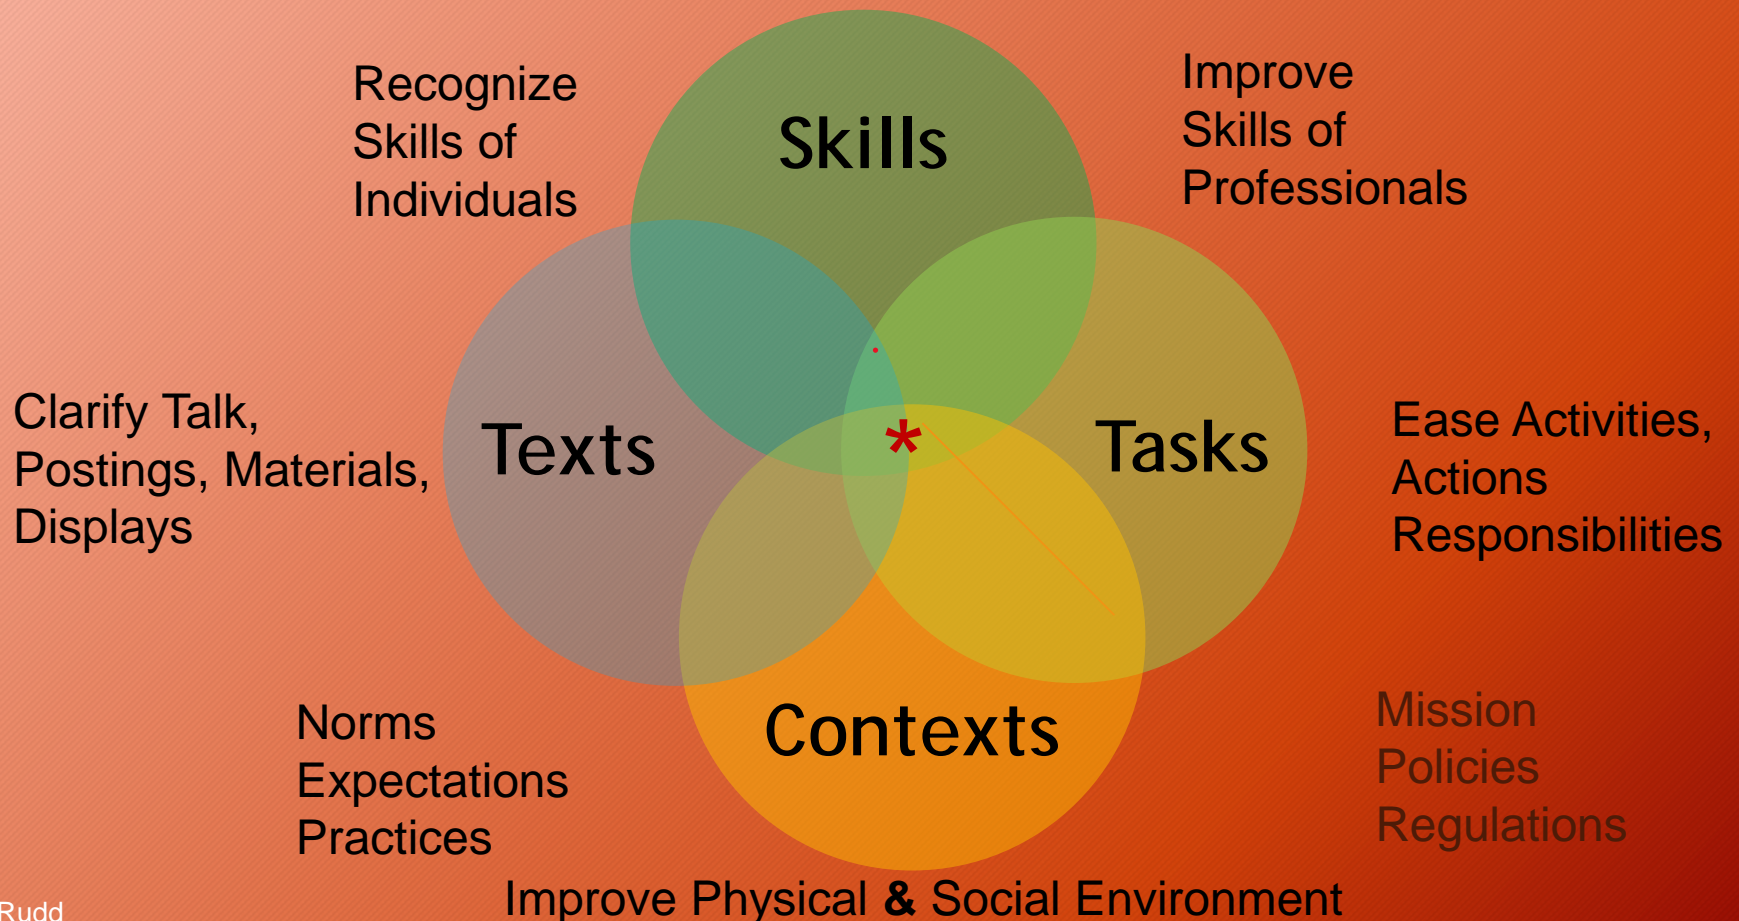 Recognize
Skills of
Individuals
Skills
Improve
Skills of
Professionals
Clarify Talk,
Postings, Materials,
Displays
Texts
*
Tasks
Ease Activities,
Actions
Responsibilities
Norms
Expectations
Practices
Contexts
Mission
Policies
Regulations
Improve Physical & Social Environment
Rudd